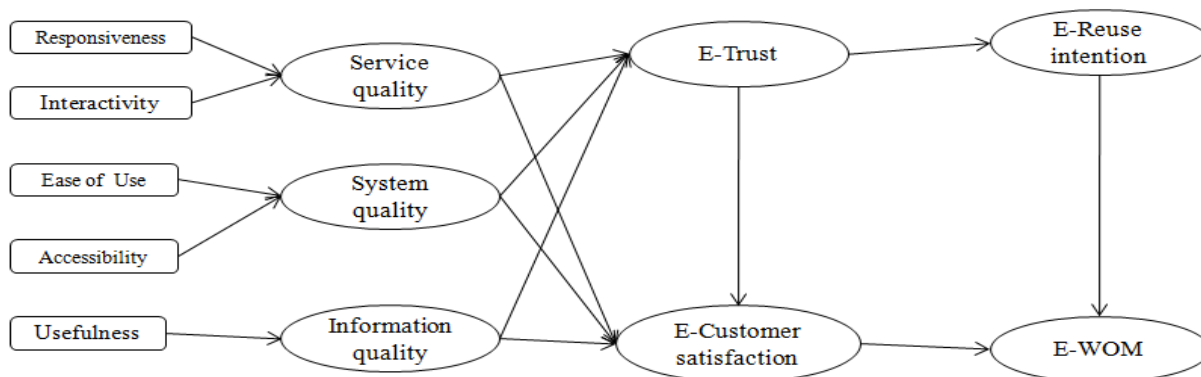 Responsiveness
Interactivity
Ease of Use
Accessibility
Usefulness
Service
quality
System
quality
Information
quality
E-Trust
E-Customer
satisfaction
E-Reuse
intention
E-WOM